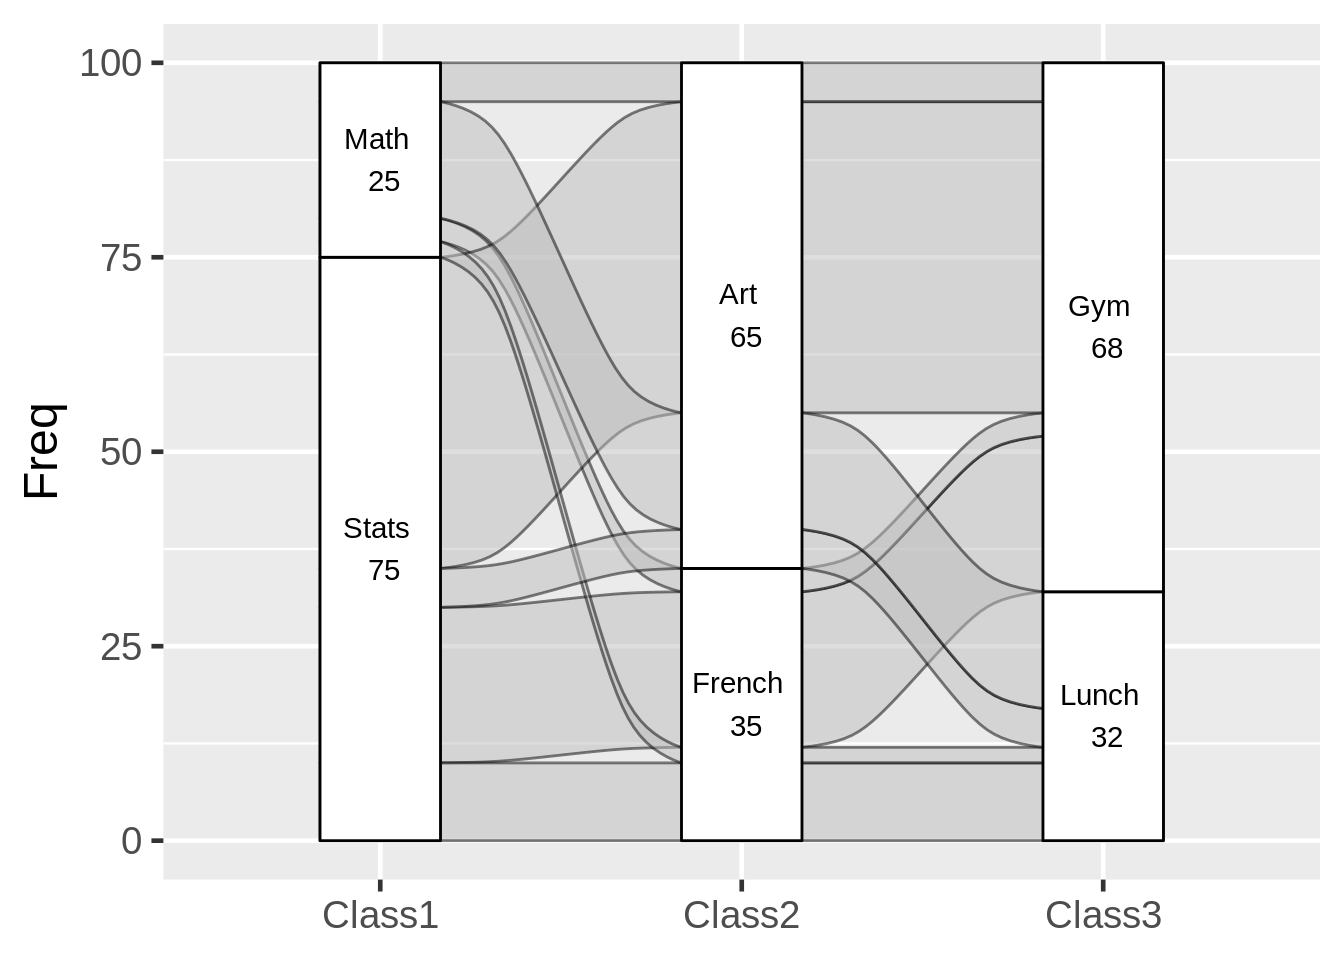 100
75
50
25
0
Freq
Math
25
Stats
75
Art
65
French
35
Gym
68
Lunch
32
Class1
Class2
Class3